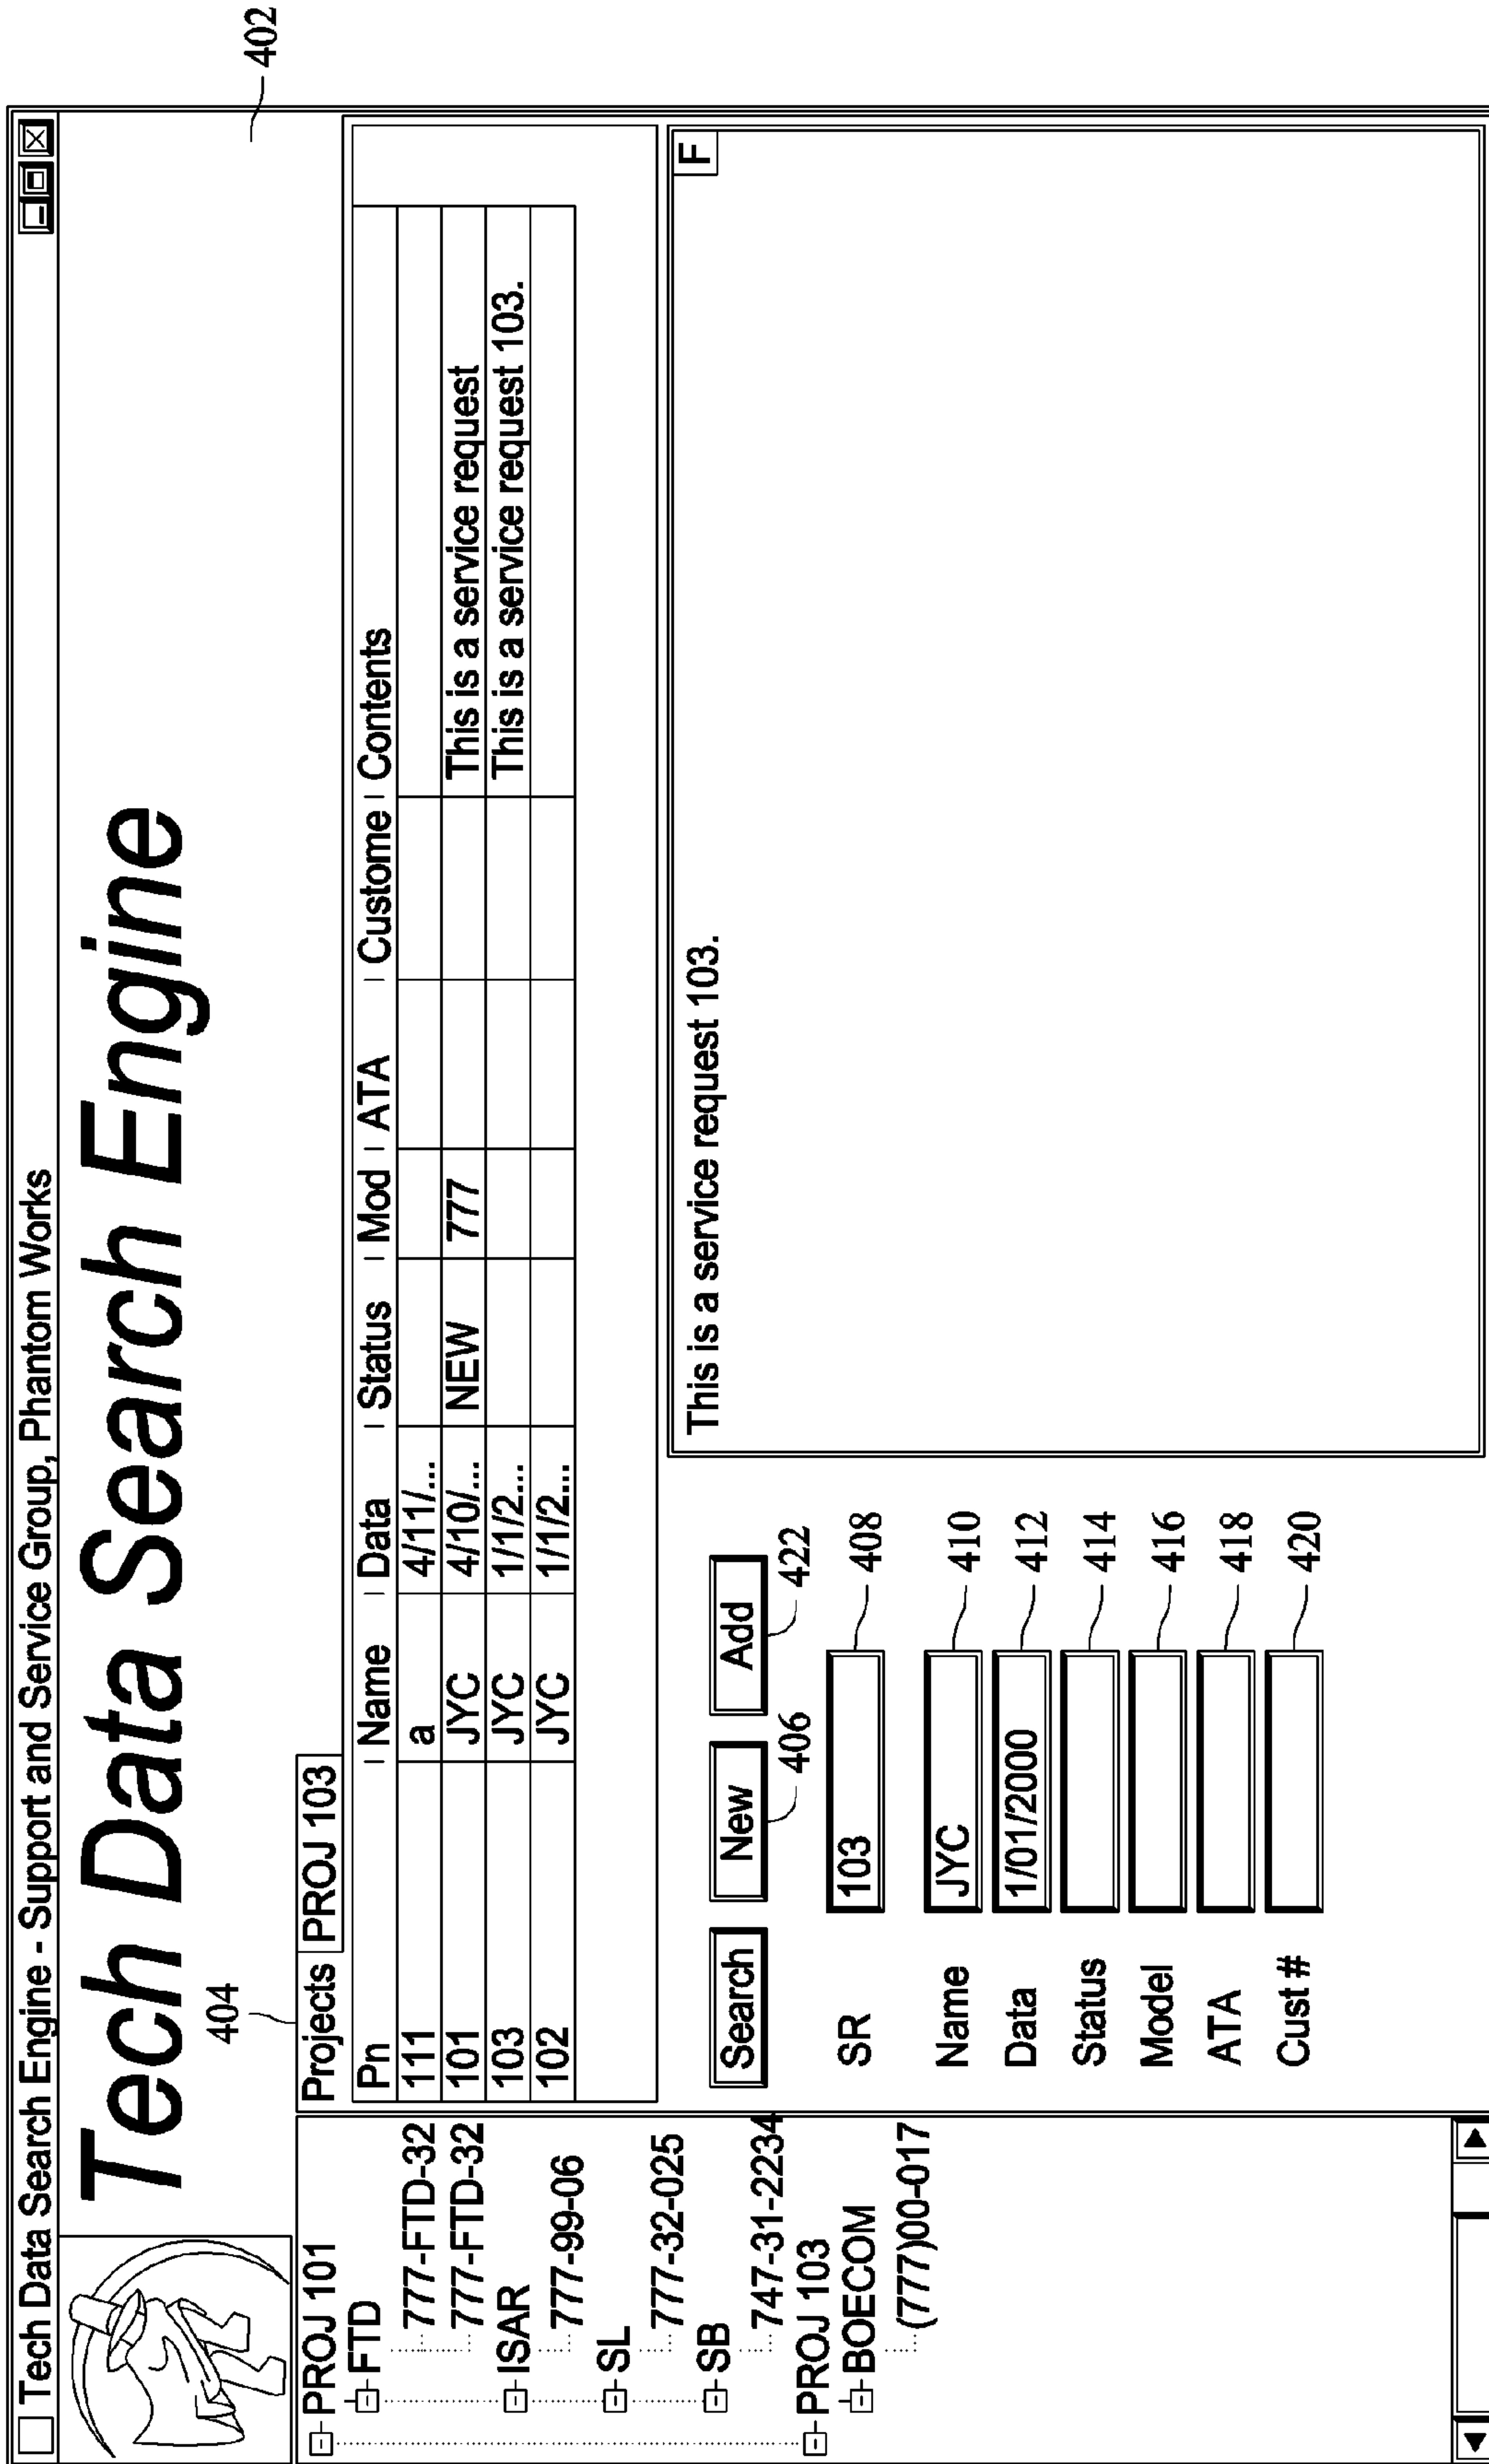 Tech Data Search Engine - Support and Service Group, Phantom Works
Tech Data Search Engine
402
404
PROJ 101
FTD
777-FTD-32
777-FTD-32
ISAR
777-99-06
SL
777-32-025
SB
747-31-2234
PROJ 103
BOECOM
(777)00-017
Projects PROJ 103
Pn Name Data Status Mod ATA Custome Contents
111 a 4/11/...
101 JYC 4/10/... NEW 777 This is a service request
103 JYC 1/1/2... This is a service request 103.
102 JYC 1/1/2...
Search New Add
406 422
SR 103 408
Name JYC 410
Data 1/01/2000 412
Status 414
Model 416
ATA 418
Cust # 420
This is a service request 103.
F